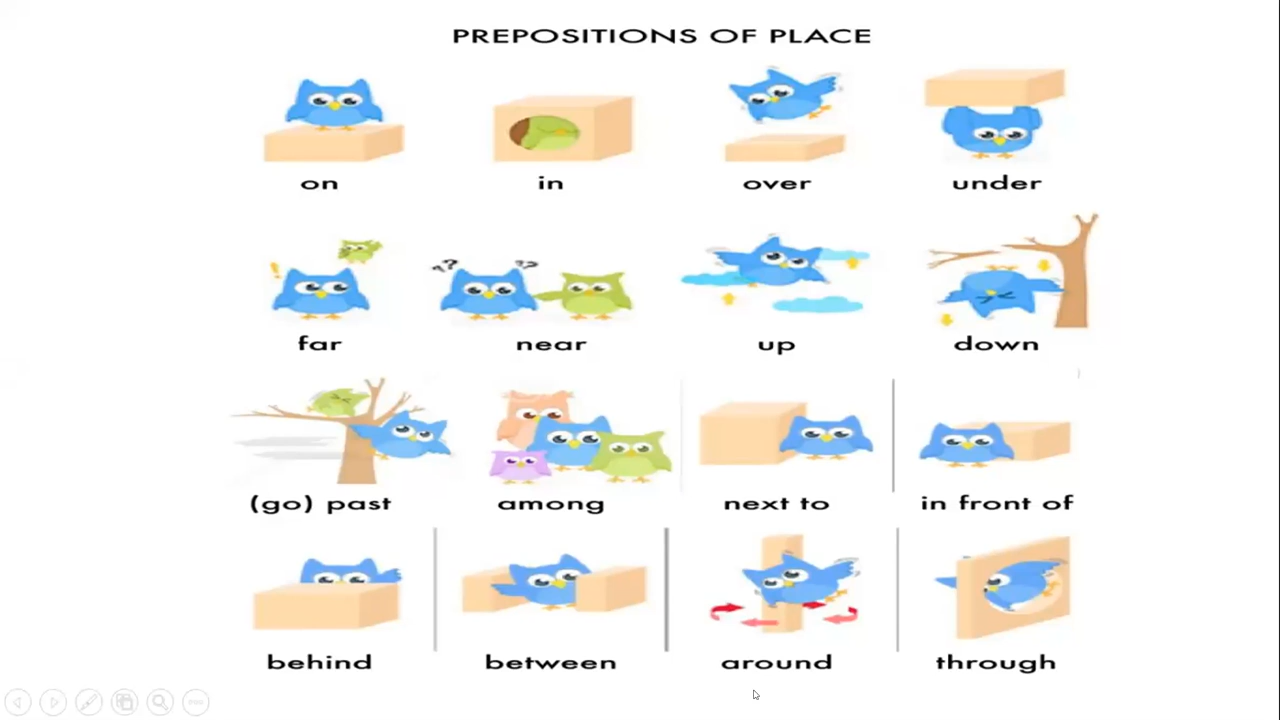 PREPOSITIONS OF PLACE
on in over under
far near up down
(go) past among next to in front of
behind between around through